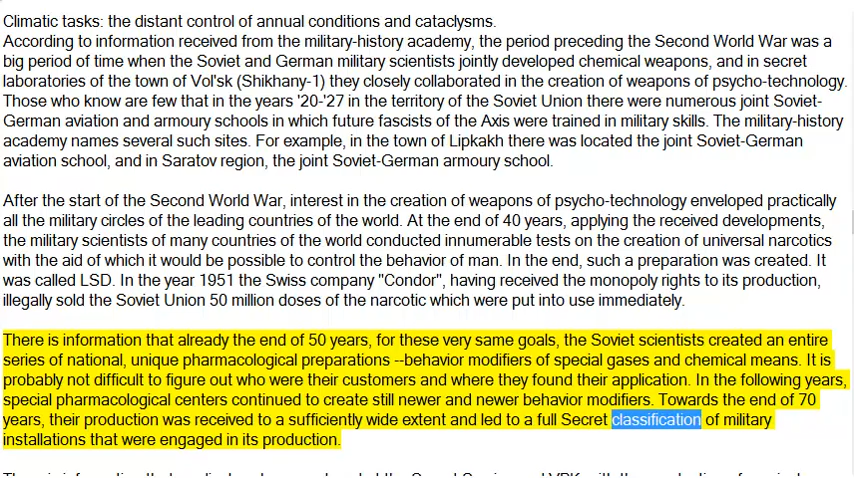 Climatic tasks: the distant control of annual conditions and cataclysms.
According to information received from the military-history academy, the period preceding the Second World War was a
big period of time when the Soviet and German military scientists jointly developed chemical weapons, and in secret
laboratories of the town of Vol'sk (Shikhany-1) they closely collaborated in the creation of weapons of psycho-technology.
Those who know are few that in the years '20-'27 in the territory of the Soviet Union there were numerous joint Soviet-
German aviation and armoury schools in which future fascists of the Axis were trained in military skills. The military-history
academy names several such sites. For example, in the town of Lipkakh there was located the joint Soviet-German
aviation school, and in Saratov region, the joint Soviet-German armoury school.
After the start of the Second World War, interest in the creation of weapons of psycho-technology enveloped practically
all the military circles of the leading countries of the world. At the end of 40 years, applying the received developments,
the military scientists of many countries of the world conducted innumerable tests on the creation of universal narcotics
with the aid of which it would be possible to control the behavior of man. In the end, such a preparation was created. It
was called LSD. In the year 1951 the Swiss company "Condor", having received the monopoly rights to its production,
illegally sold the Soviet Union 50 million doses of the narcotic which were put into use immediately.
There is information that already the end of 50 years, for these very same goals, the Soviet scientists created an entire
series of national, unique pharmacological preparations --behavior modifiers of special gases and chemical means. It is
probably not difficult to figure out who were their customers and where they found their application. In the following years,
special pharmacological centers continued to create still newer and newer behavior modifiers. Towards the end of 70
years, their production was received to a sufficiently wide extent and led to a full Secret classification of military
installations that were engaged in its production.